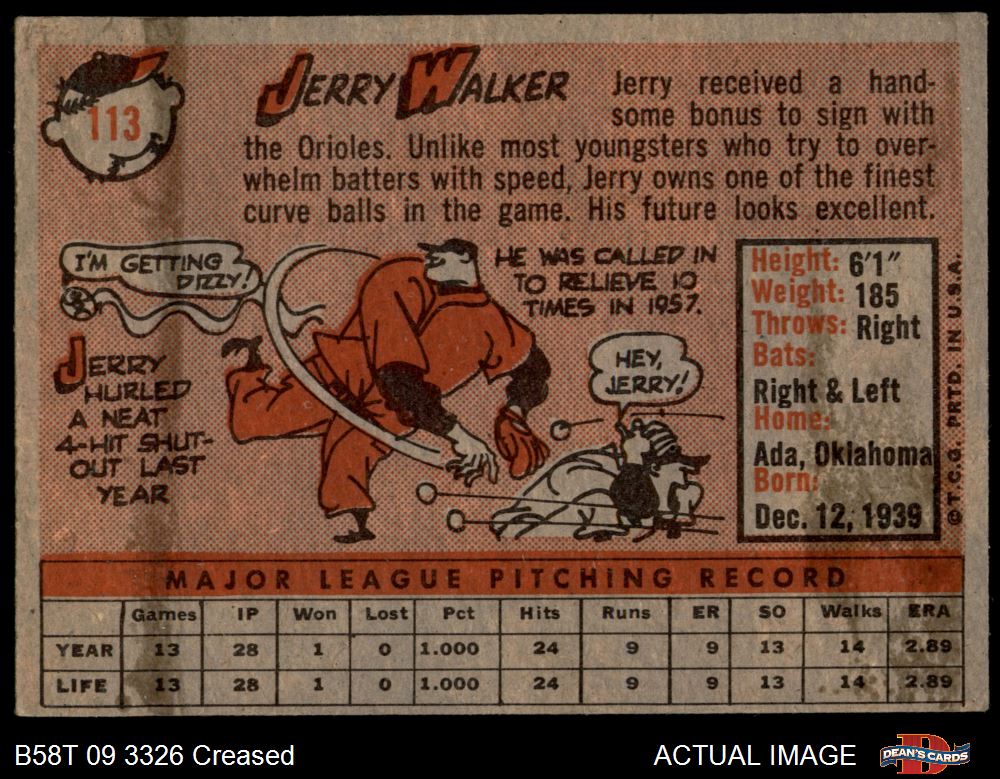 113
JERRY WALKER
Jerry received a hand-
some bonus to sign with
the Orioles. Unlike most youngsters who try to over-
whelm batters with speed, Jerry owns one of the finest
curve balls in the game. His future looks excellent.
I'M GETTING
DIZZY!
HE WAS CALLED IN
TO RELIEVE 10
TIMES IN 1957.
JERRY
HURLED
A NEAT
4-HIT SHUT-
OUT LAST
YEAR
HEY,
JERRY!
Height: 6'1"
Weight: 185
Throws: Right
Bats:
Right & Left
Home:
Ada, Oklahoma
Born:
Dec. 12, 1939
© T.C.G. PRTD. IN U.S.A.
MAJOR LEAGUE PITCHING RECORD
Games IP Won Lost Pct Hits Runs ER SO Walks ERA
YEAR 13 28 1 0 1.000 24 9 9 13 14 2.89
LIFE 13 28 1 0 1.000 24 9 9 13 14 2.89
B58T 09 3326 Creased
ACTUAL IMAGE
DEAN'S CARDS